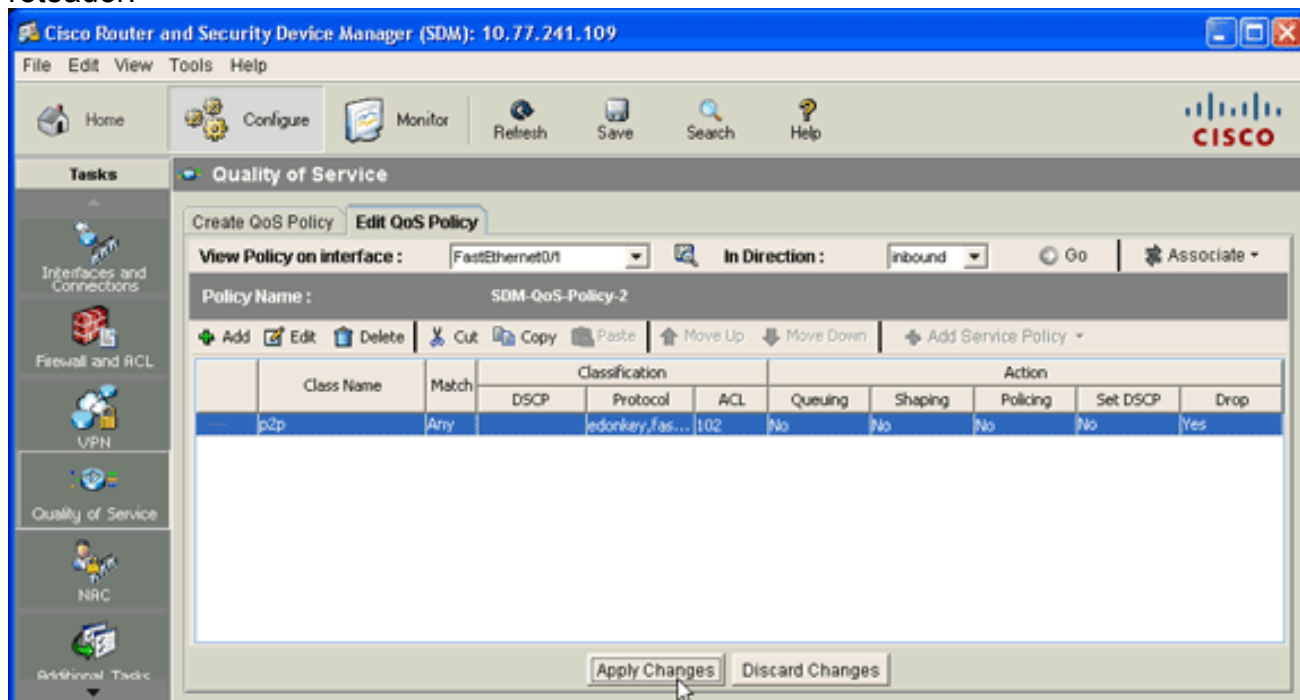 Cisco Router and Security Device Manager (SDM): 10.77.241.109
File Edit View Tools Help
Home Configure Monitor Refresh Save Search Help
CISCO
Tasks Quality of Service
Create QoS Policy Edit QoS Policy
View Policy on interface : FastEthernet0/1 In Direction : inbound Go Associate
Interfaces and Connections
Policy Name : SDM-QoS-Policy-2
Add Edit Delete Cut Copy Paste Move Up Move Down Add Service Policy
Firewall and ACL
Class Name Match Classification Action
DSCP Protocol ACL Queuing Shaping Policing Set DSCP Drop
p2p Any edonkey,fas... 102 No No No No Yes
VPN
Quality of Service
NAC
Additional Tasks
Apply Changes Discard Changes